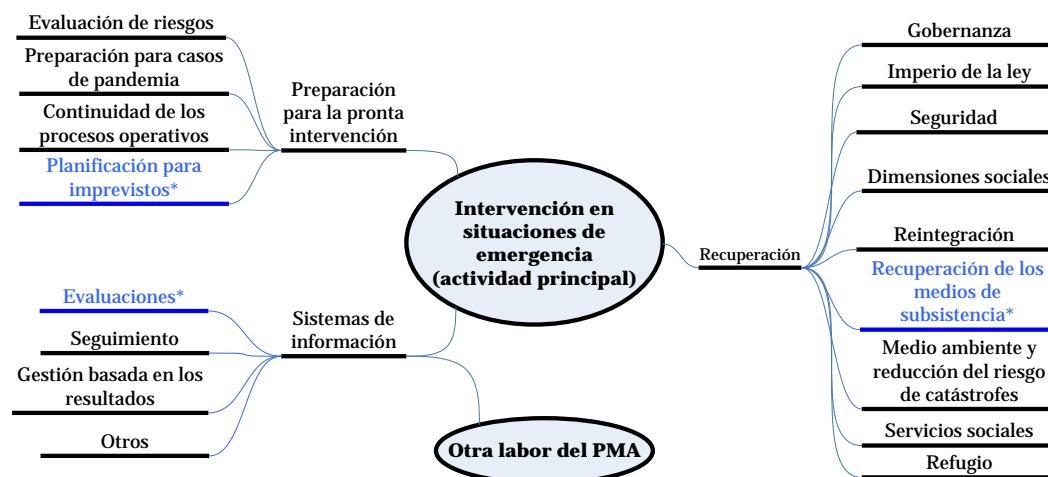 Evaluación de riesgos
Preparación para casos
de pandemia
Continuidad de los
procesos operativos
Planificación para
imprevistos*
Preparación
para la pronta
intervención
Evaluaciones*
Seguimiento
Gestión basada en los
resultados
Otros
Sistemas de
información
Intervención en
situaciones de
emergencia
(actividad principal)
Otra labor del PMA
Recuperación
Gobernanza
Imperio de la ley
Seguridad
Dimensiones sociales
Reintegración
Recuperación de los
medios de
subsistencia*
Medio ambiente y
reducción del riesgo
de catástrofes
Servicios sociales
Refugio